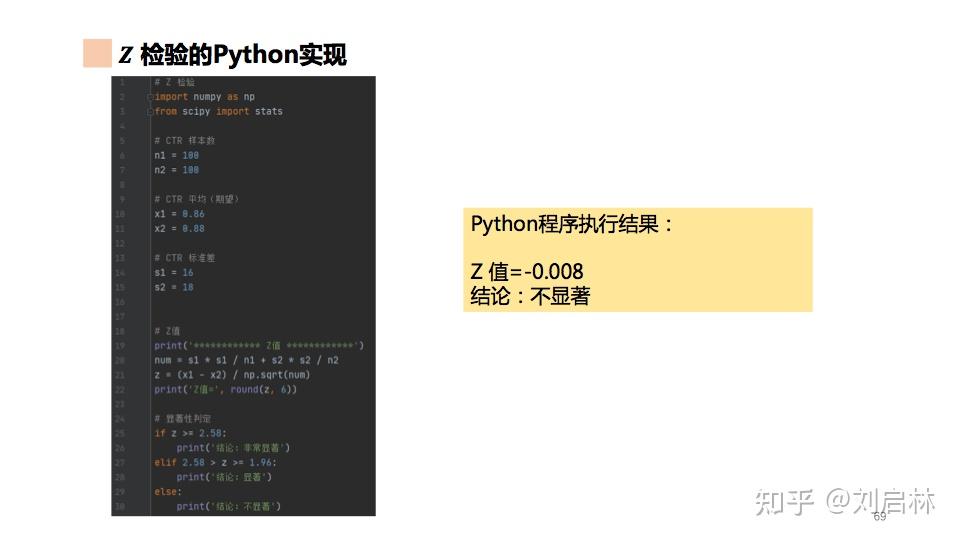 Z 检验的Python实现
1 # Z 检验
2 import numpy as np
3 from scipy import stats
4
5 # CTR 样本数
6 n1 = 100
7 n2 = 100
8
9 # CTR 平均（期望）
10 x1 = 0.86
11 x2 = 0.88
12
13 # CTR 标准差
14 s1 = 16
15 s2 = 18
16
17
18 # Z值
19 print('************ Z值 ************')
20 num = s1 * s1 / n1 + s2 * s2 / n2
21 z = (x1 - x2) / np.sqrt(num)
22 print('Z值=', round(z, 6))
23
24 # 显著性判定
25 if z >= 2.58:
26 print('结论：非常显著')
27 elif 2.58 > z >= 1.96:
28 print('结论：显著')
29 else:
30 print('结论：不显著')
Python程序执行结果：
Z 值=-0.008
结论：不显著
知乎 @刘启林
69